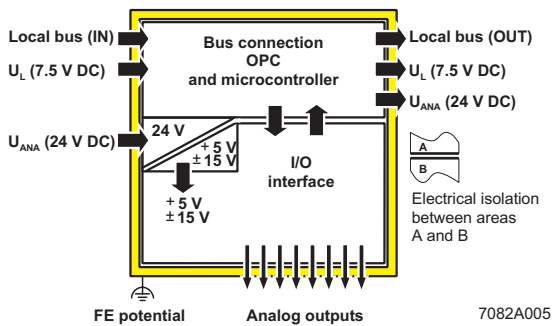 Local bus (IN)
Local bus (OUT)
Bus connection
OPC
and microcontroller
UL (7.5 V DC)
UL (7.5 V DC)
UANA (24 V DC)
UANA (24 V DC)
24 V
+ 5 V
± 15 V
I/O
interface
A
B
+ 5 V
± 15 V
Electrical isolation
between areas
A and B
FE potential
Analog outputs
7082A005